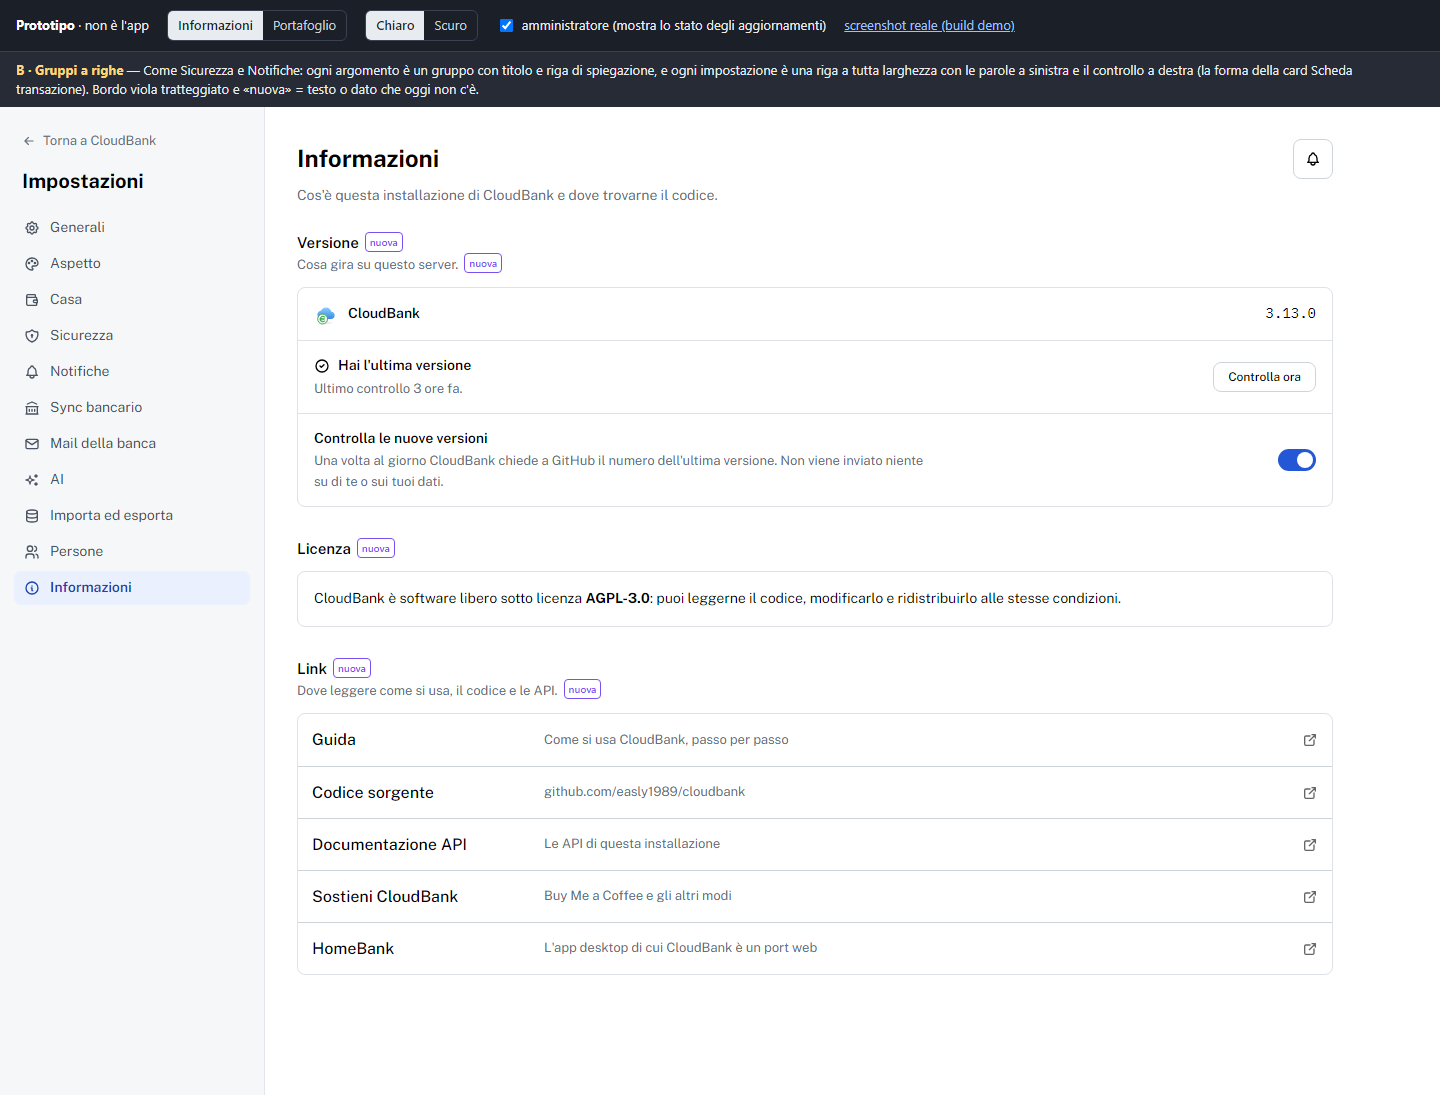 Prototipo · non è l'app
Informazioni
Portafoglio
Chiaro
Scuro
amministratore (mostra lo stato degli aggiornamenti)
screenshot reale (build demo)
B · Gruppi a righe — Come Sicurezza e Notifiche: ogni argomento è un gruppo con titolo e riga di spiegazione, e ogni impostazione è una riga a tutta larghezza con le parole a sinistra e il controllo a destra (la forma della card Scheda
transazione). Bordo viola tratteggiato e «nuova» = testo o dato che oggi non c'è.
Torna a CloudBank
Impostazioni
Generali
Aspetto
Casa
Sicurezza
Notifiche
Sync bancario
Mail della banca
AI
Importa ed esporta
Persone
Informazioni
Informazioni
Cos'è questa installazione di CloudBank e dove trovarne il codice.
Versione nuova
Cosa gira su questo server. nuova
CloudBank 3.13.0
Hai l'ultima versione
Ultimo controllo 3 ore fa.
Controlla ora
Controlla le nuove versioni
Una volta al giorno CloudBank chiede a GitHub il numero dell'ultima versione. Non viene inviato niente
su di te o sui tuoi dati.
Licenza nuova
CloudBank è software libero sotto licenza AGPL-3.0: puoi leggerne il codice, modificarlo e ridistribuirlo alle stesse condizioni.
Link nuova
Dove leggere come si usa, il codice e le API. nuova
Guida Come si usa CloudBank, passo per passo
Codice sorgente github.com/easly1989/cloudbank
Documentazione API Le API di questa installazione
Sostieni CloudBank Buy Me a Coffee e gli altri modi
HomeBank L'app desktop di cui CloudBank è un port web